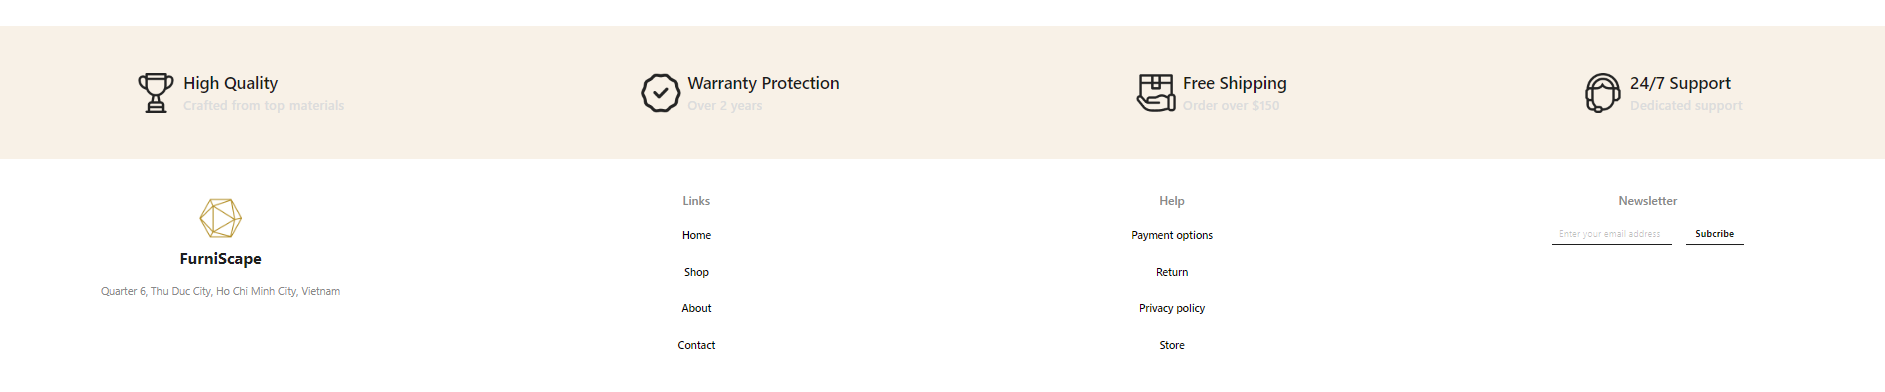 High Quality
Crafted from top materials
Warranty Protection
Over 2 years
Free Shipping
Order over $150
24/7 Support
Dedicated support
FurniScape
Quarter 6, Thu Duc City, Ho Chi Minh City, Vietnam
Links
Home
Shop
About
Contact
Help
Payment options
Return
Privacy policy
Store
Newsletter
Enter your email address
Subcribe